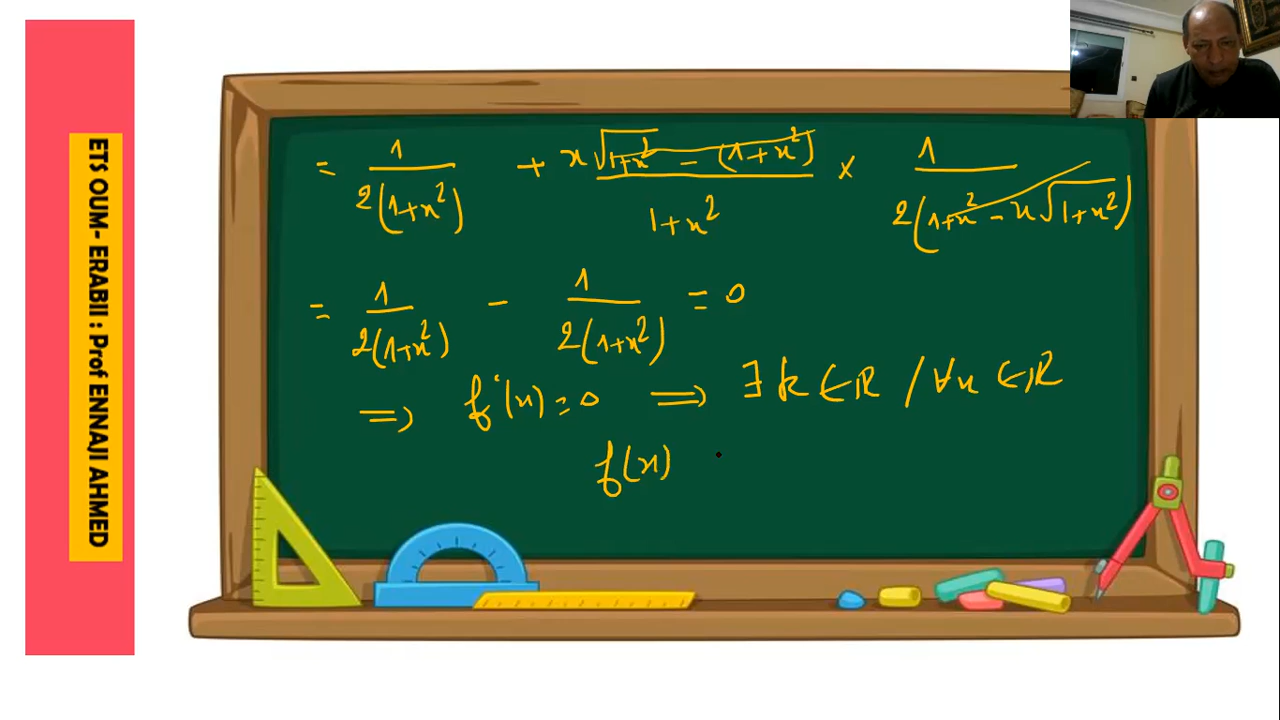 ETS OUM- ERABII : Prof ENNAJI AHMED
= 1/(2(1+x²)) + (x√(1+x²) - (1+x²))/(1+x²) × 1/(2(1+x² - x√(1+x²)))
= 1/(2(1+x²)) - 1/(2(1+x²)) = 0
⇒ f'(x) = 0 ⇒ ∃ k ∈ ℝ / ∀x ∈ ℝ
f(x)